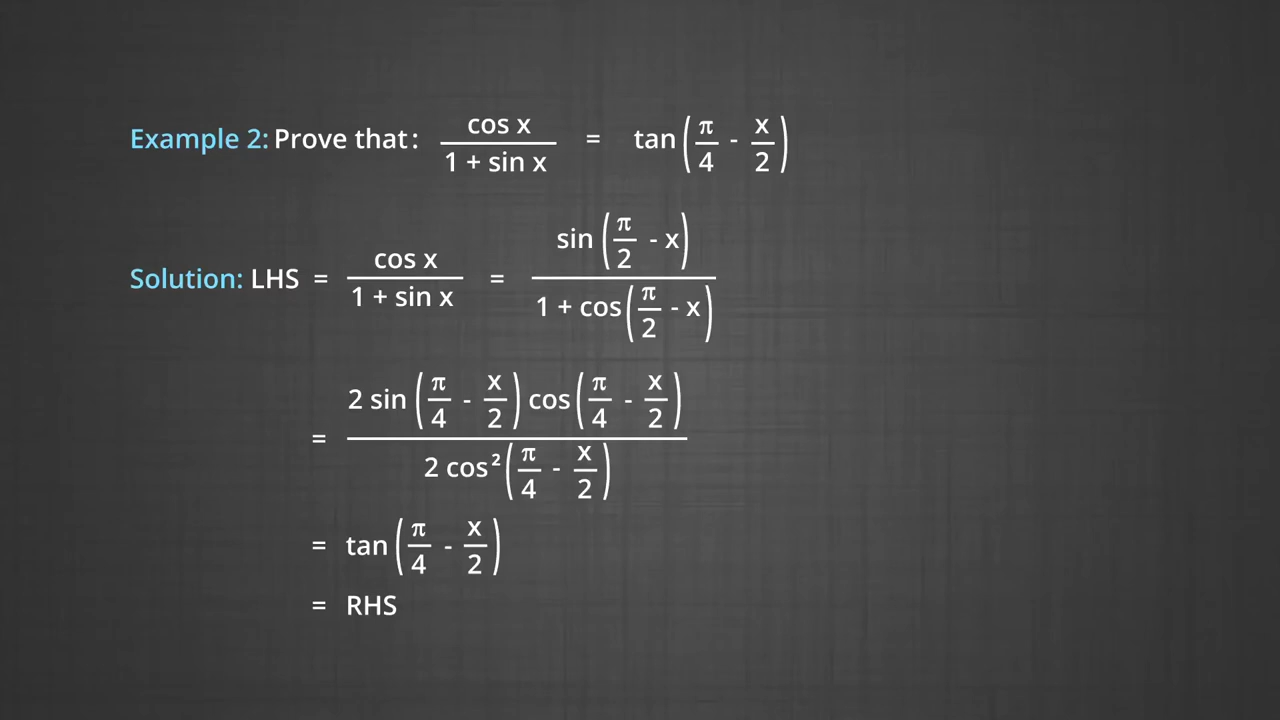 Example 2: Prove that: cos x / (1 + sin x) = tan (π/4 - x/2)
Solution: LHS = cos x / (1 + sin x) = sin (π/2 - x) / (1 + cos (π/2 - x))
= 2 sin (π/4 - x/2) cos (π/4 - x/2) / 2 cos² (π/4 - x/2)
= tan (π/4 - x/2)
= RHS